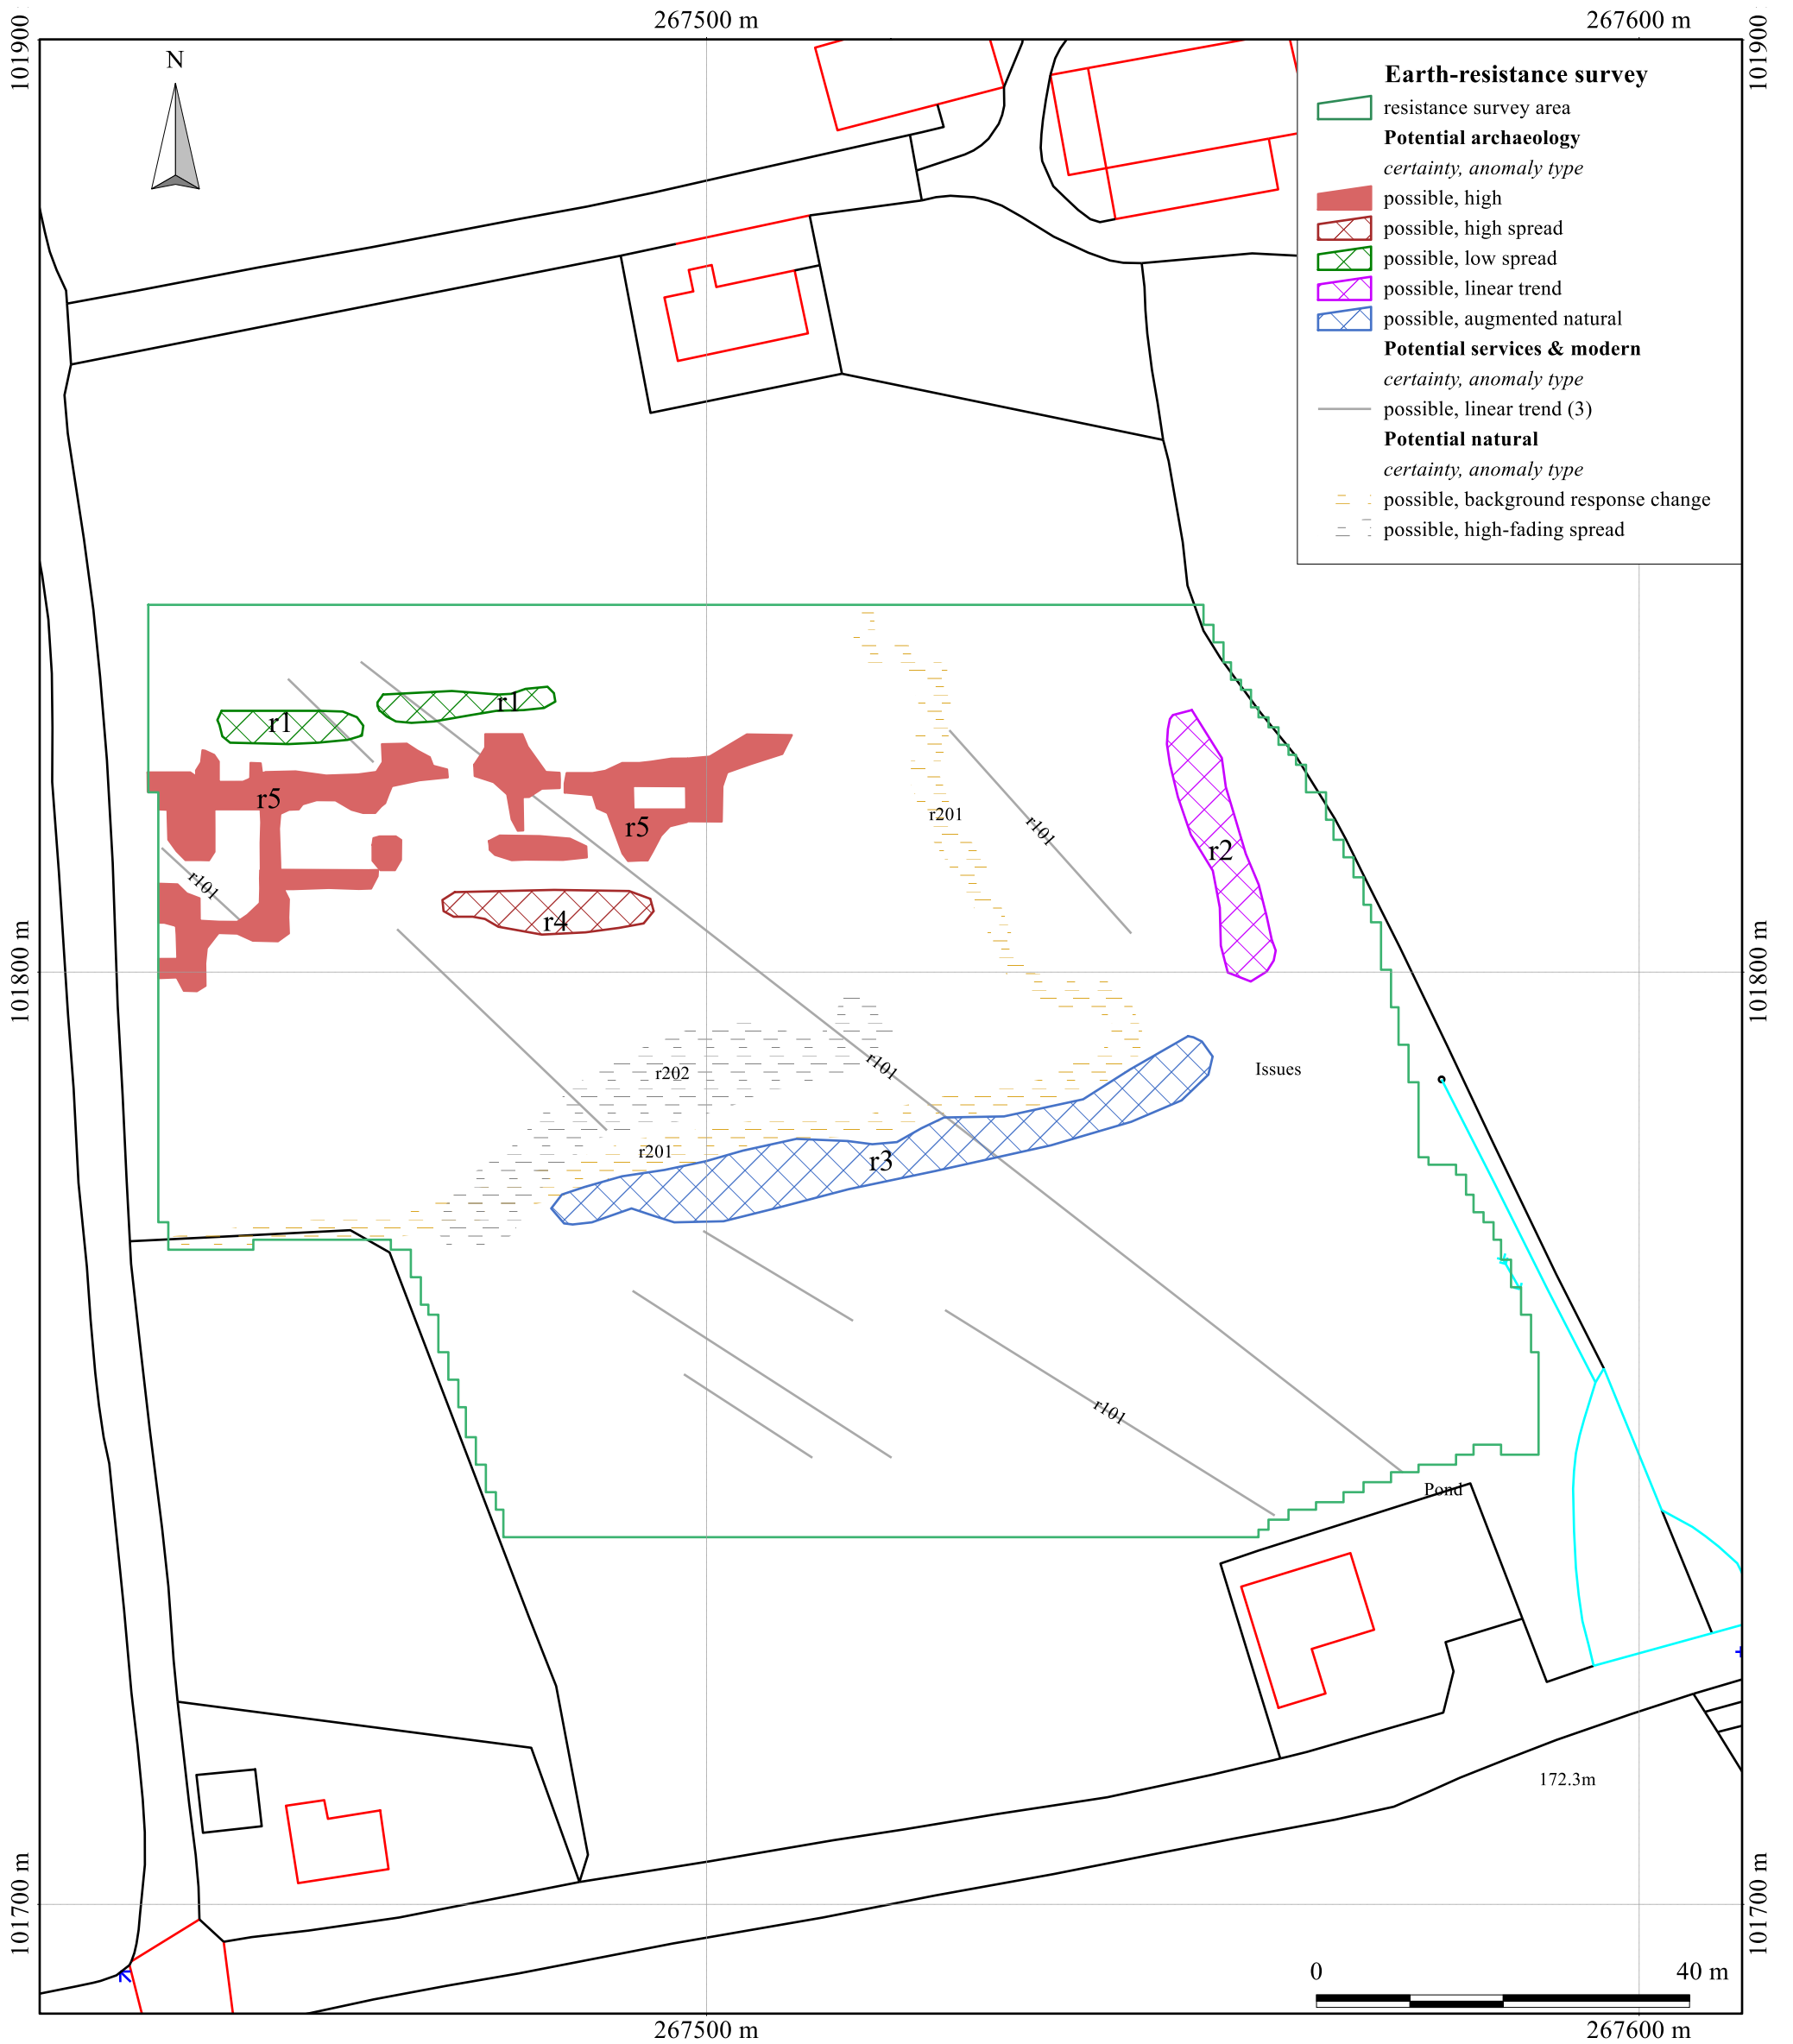 267500 m
267600 m
101900
101900
N
Earth-resistance survey
resistance survey area
Potential archaeology
certainty, anomaly type
possible, high
possible, high spread
possible, low spread
possible, linear trend
possible, augmented natural
Potential services & modern
certainty, anomaly type
possible, linear trend (3)
Potential natural
certainty, anomaly type
possible, background response change
possible, high-fading spread
r1
r1
r5
r5
r201
r101
r2
r101
r4
101800 m
101800 m
r101
r202
Issues
r201
r3
r101
Pond
172.3m
101700 m
101700 m
0
40 m
267500 m
267600 m